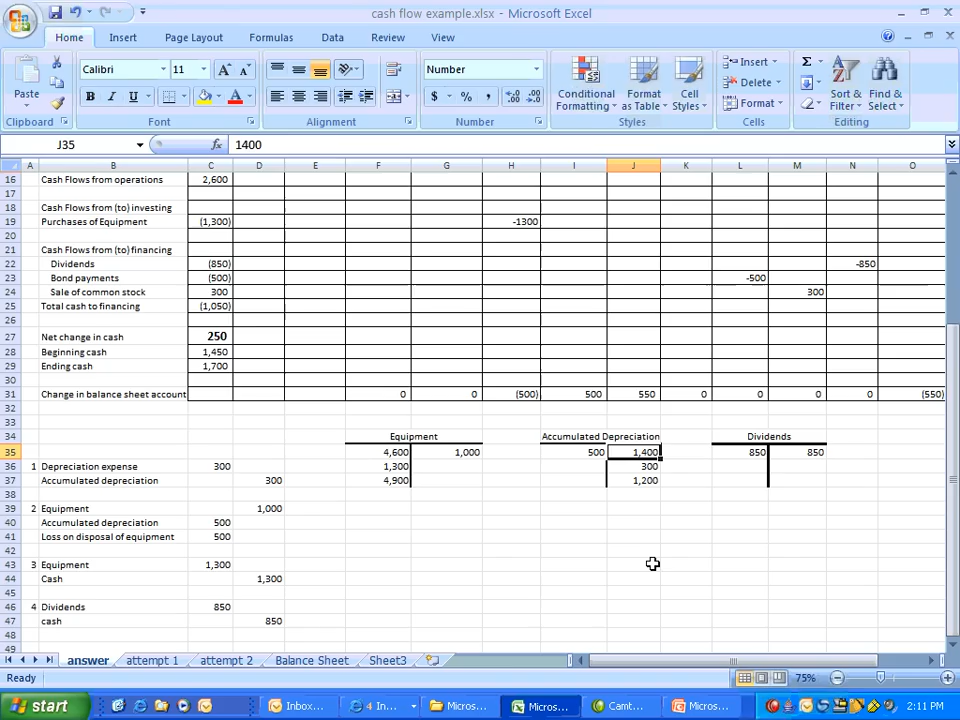 cash flow example.xlsx - Microsoft Excel
Home Insert Page Layout Formulas Data Review View
Calibri 11 Number Insert Σ
Paste B I U $ % , Conditional Formatting Format as Table Cell Styles Delete Format Sort & Filter Find & Select
Clipboard Font Alignment Number Styles Cells Editing
J35 fx 1400
A B C D E F G H I J K L M N O
16 Cash Flows from operations 2,600
17
18 Cash Flows from (to) investing
19 Purchases of Equipment (1,300) -1300
20
21 Cash Flows from (to) financing
22 Dividends (850) -850
23 Bond payments (500) -500
24 Sale of common stock 300 300
25 Total cash to financing (1,050)
26
27 Net change in cash 250
28 Beginning cash 1,450
29 Ending cash 1,700
30
31 Change in balance sheet account 0 0 (500) 500 550 0 0 0 0 (550)
32
33
34 Equipment Accumulated Depreciation Dividends
35 4,600 1,000 500 1,400 850 850
36 1 Depreciation expense 300 1,300 300
37 Accumulated depreciation 300 4,900 1,200
38
39 2 Equipment 1,000
40 Accumulated depreciation 500
41 Loss on disposal of equipment 500
42
43 3 Equipment 1,300
44 Cash 1,300
45
46 4 Dividends 850
47 cash 850
48
49
answer attempt 1 attempt 2 Balance Sheet Sheet3
Ready 75%
start Inbox... 4 In... Micros... Micros... Camt... Micros... 2:11 PM